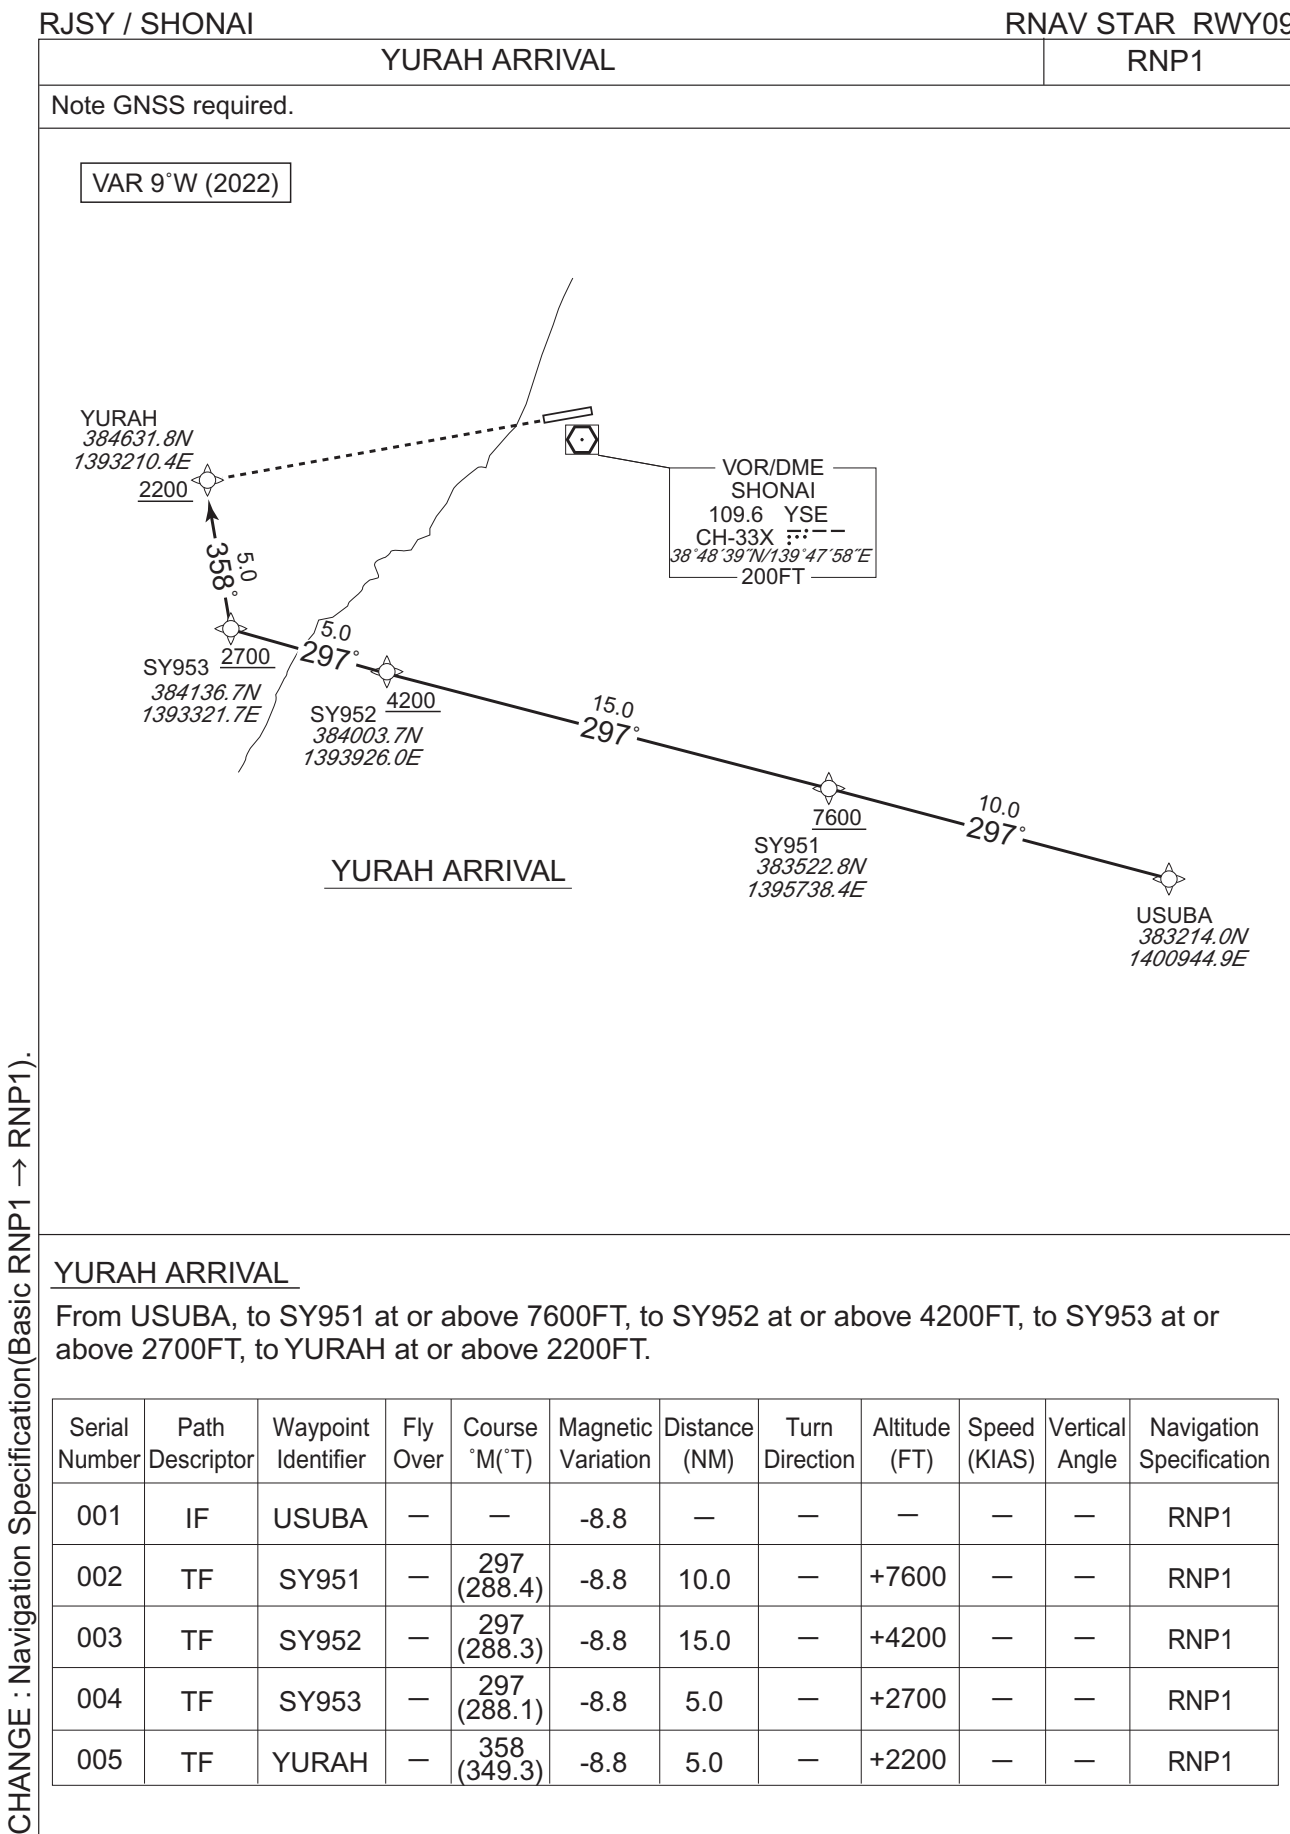 RJSY / SHONAI
RNAV STAR RWY09
YURAH ARRIVAL
RNP1
Note GNSS required.
VAR 9˚W (2022)
YURAH
384631.8N
1393210.4E
2200
VOR/DME
SHONAI
109.6 YSE
CH-33X
38˚48´39˝N/139˚47´58˝E
200FT
5.0
358˚
SY953
2700
384136.7N
1393321.7E
5.0
297˚
SY952
4200
384003.7N
1393926.0E
15.0
297˚
7600
SY951
383522.8N
1395738.4E
10.0
297˚
USUBA
383214.0N
1400944.9E
YURAH ARRIVAL
CHANGE : Navigation Specification(Basic RNP1 → RNP1).
YURAH ARRIVAL
From USUBA, to SY951 at or above 7600FT, to SY952 at or above 4200FT, to SY953 at or
above 2700FT, to YURAH at or above 2200FT.
Serial Number Path Descriptor Waypoint Identifier Fly Over Course ˚M(˚T) Magnetic Variation Distance (NM) Turn Direction Altitude (FT) Speed (KIAS) Vertical Angle Navigation Specification
001 IF USUBA — — -8.8 — — — — — RNP1
002 TF SY951 — 297 (288.4) -8.8 10.0 — +7600 — — RNP1
003 TF SY952 — 297 (288.3) -8.8 15.0 — +4200 — — RNP1
004 TF SY953 — 297 (288.1) -8.8 5.0 — +2700 — — RNP1
005 TF YURAH — 358 (349.3) -8.8 5.0 — +2200 — — RNP1